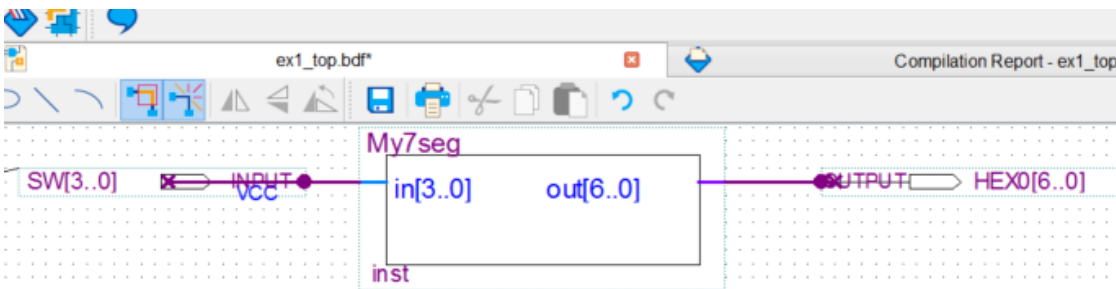 ex1_top.bdf*
Compilation Report - ex1_top
My7seg
SW[3..0]
INPUT
VCC
in[3..0]
out[6..0]
OUTPUT
HEX0[6..0]
inst